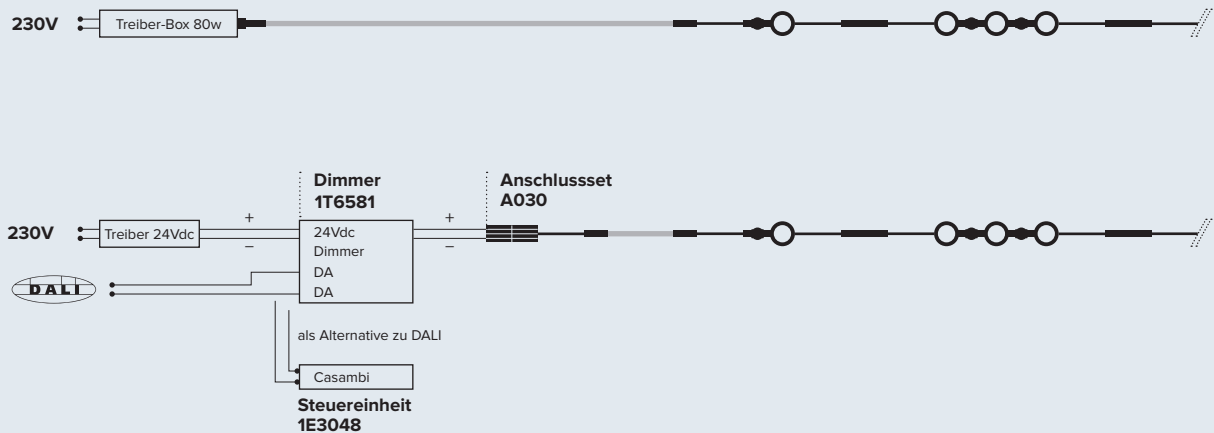 230V
Treiber-Box 80w
Dimmer
1T6581
Anschlussset
A030
230V
Treiber 24Vdc
+
−
24Vdc
Dimmer
DA
DA
+
−
DALI
als Alternative zu DALI
Casambi
Steuereinheit
1E3048